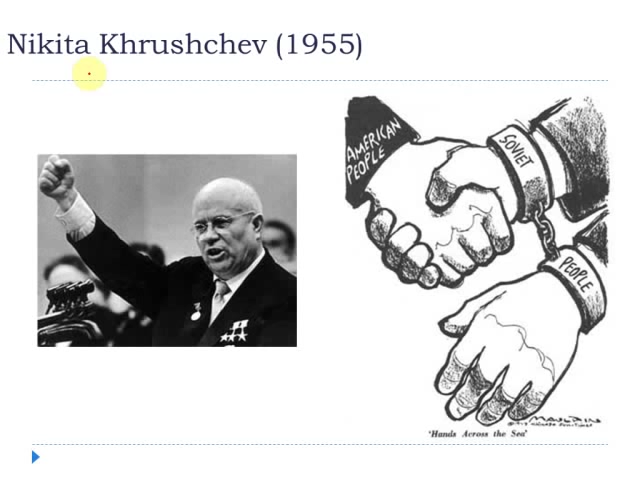 Nikita Khrushchev (1955)
AMERICAN
PEOPLE
SOVIET
PEOPLE
MAULDIN
'Hands Across the Sea'